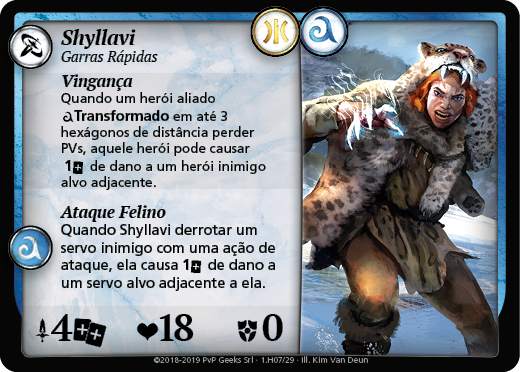 Shyllavi
Garras Rápidas
Vingança
Quando um herói aliado
Transformado em até 3
hexágonos de distância perder
PVs, aquele herói pode causar
1 de dano a um herói inimigo
alvo adjacente.
Ataque Felino
Quando Shyllavi derrotar um
servo inimigo com uma ação de
ataque, ela causa 1 de dano a
um servo alvo adjacente a ela.
4 18 0
©2018-2019 PvP Geeks Srl · 1.H07/29 · Ill. Kim Van Deun